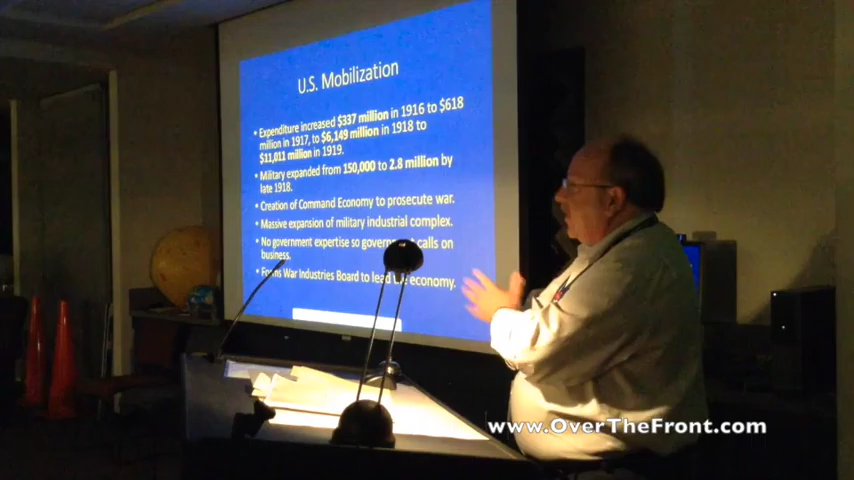 U.S. Mobilization
• Expenditure increased $337 million in 1916 to $618
million in 1917, to $6,149 million in 1918 to
$11,011 million in 1919.
• Military expanded from 150,000 to 2.8 million by
late 1918.
• Creation of Command Economy to prosecute war.
• Massive expansion of military industrial complex.
• No government expertise so government calls on
business.
• Forms War Industries Board to lead the economy.
www.OverTheFront.com